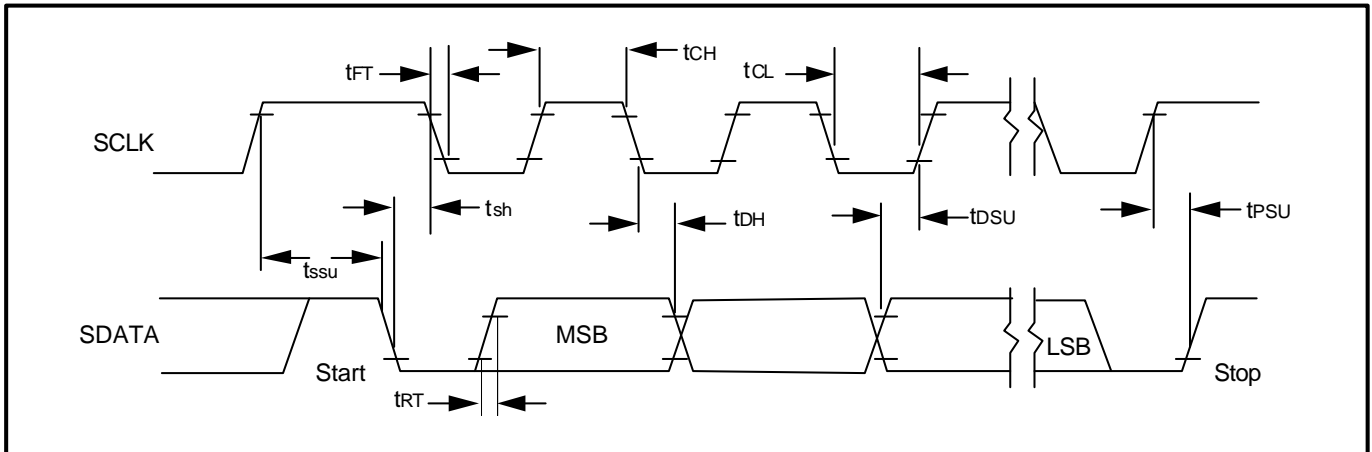 tFT
tCH
tCL
SCLK
tsh
tDH
tDSU
tPSU
tssu
SDATA
MSB
LSB
Start
Stop
tRT